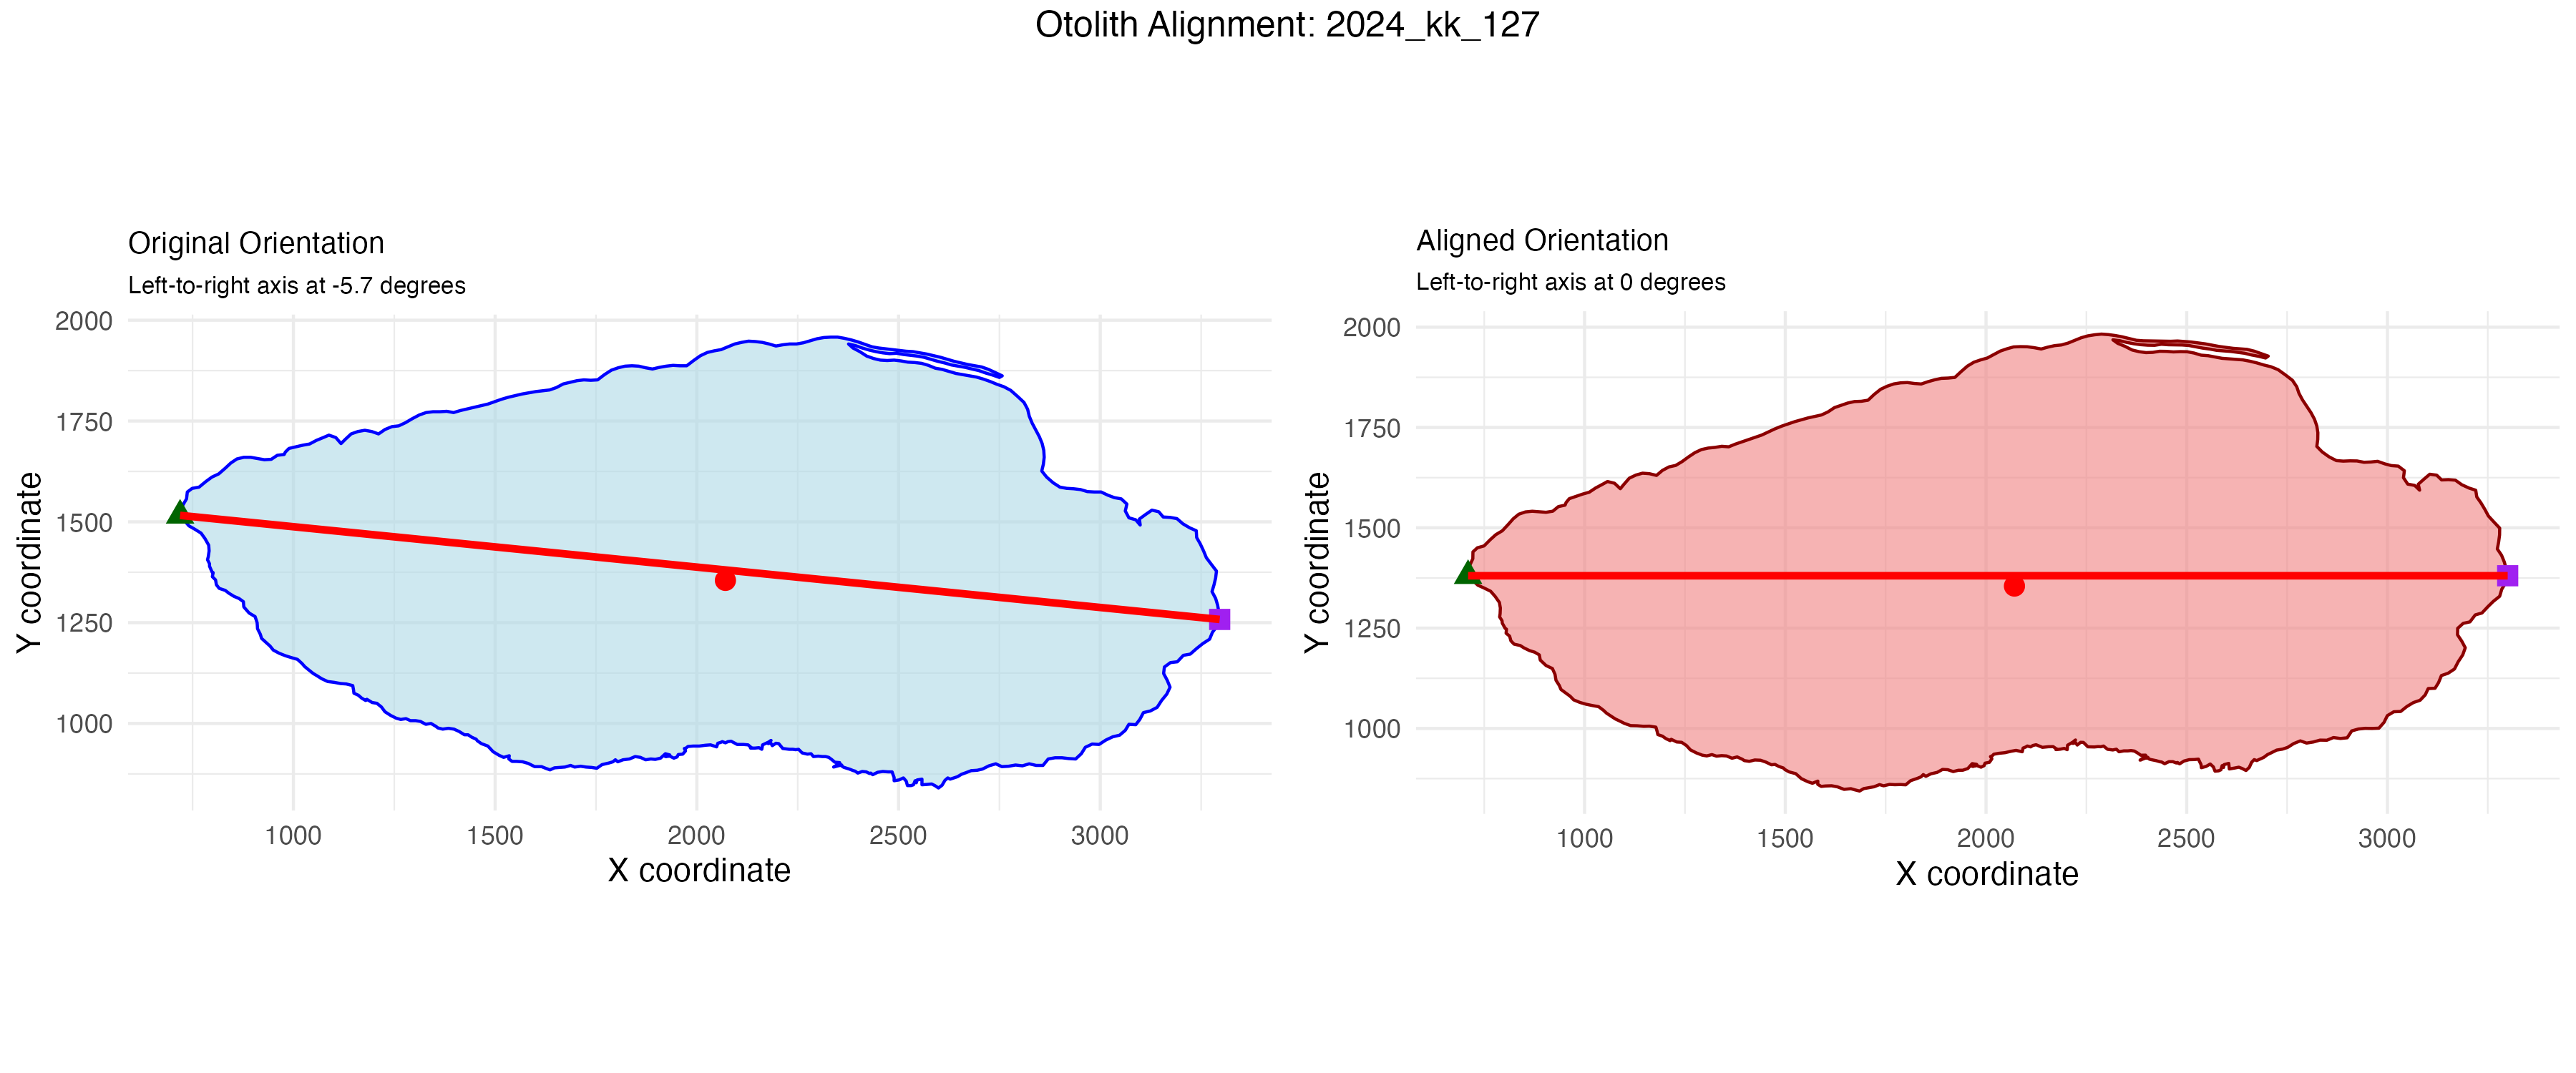 Otolith Alignment: 2024_kk_127
Original Orientation
Left-to-right axis at -5.7 degrees
2000
1750
1500
1250
1000
Y coordinate
1000 1500 2000 2500 3000
X coordinate
Aligned Orientation
Left-to-right axis at 0 degrees
2000
1750
1500
1250
1000
Y coordinate
1000 1500 2000 2500 3000
X coordinate